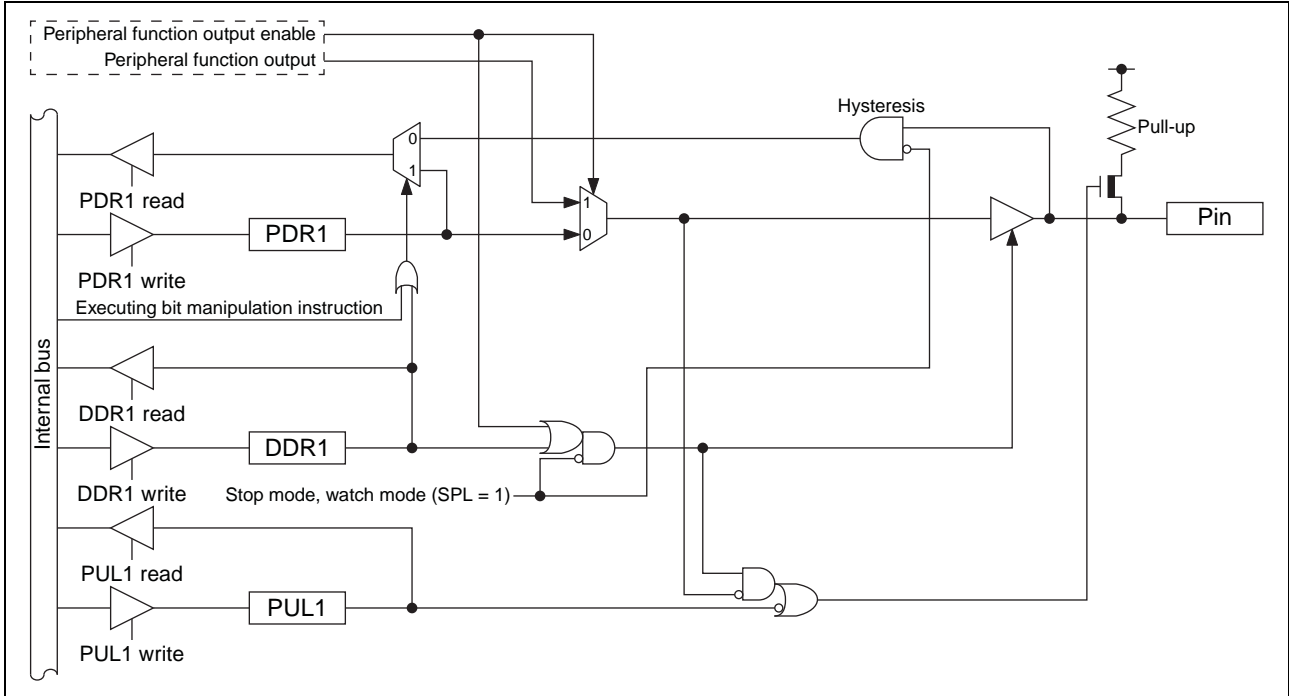 Peripheral function output enable
Peripheral function output
Hysteresis
Pull-up
0
1
PDR1 read
1
PDR1
0
Pin
PDR1 write
Executing bit manipulation instruction
Internal bus
DDR1 read
DDR1
DDR1 write
Stop mode, watch mode (SPL = 1)
PUL1 read
PUL1
PUL1 write